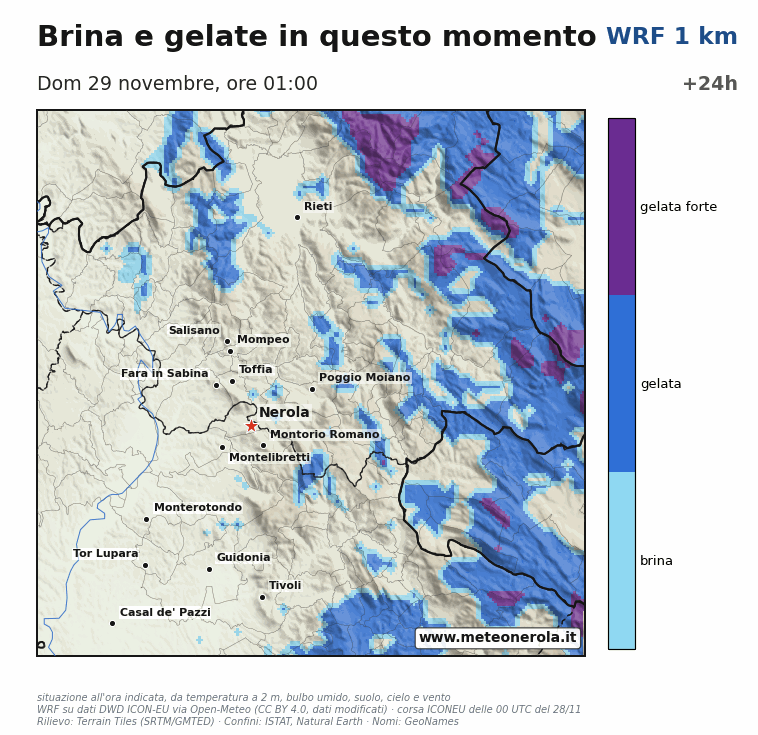 Brina e gelate in questo momento WRF 1 km
Dom 29 novembre, ore 01:00 +24h
Rieti
Salisano
Mompeo
Fara in Sabina
Toffia
Poggio Moiano
Nerola
Montorio Romano
Montelibretti
Monterotondo
Tor Lupara
Guidonia
Tivoli
Casal de' Pazzi
www.meteonerola.it
gelata forte
gelata
brina
situazione all'ora indicata, da temperatura a 2 m, bulbo umido, suolo, cielo e vento
WRF su dati DWD ICON-EU via Open-Meteo (CC BY 4.0, dati modificati) · corsa ICONEU delle 00 UTC del 28/11
Rilievo: Terrain Tiles (SRTM/GMTED) · Confini: ISTAT, Natural Earth · Nomi: GeoNames